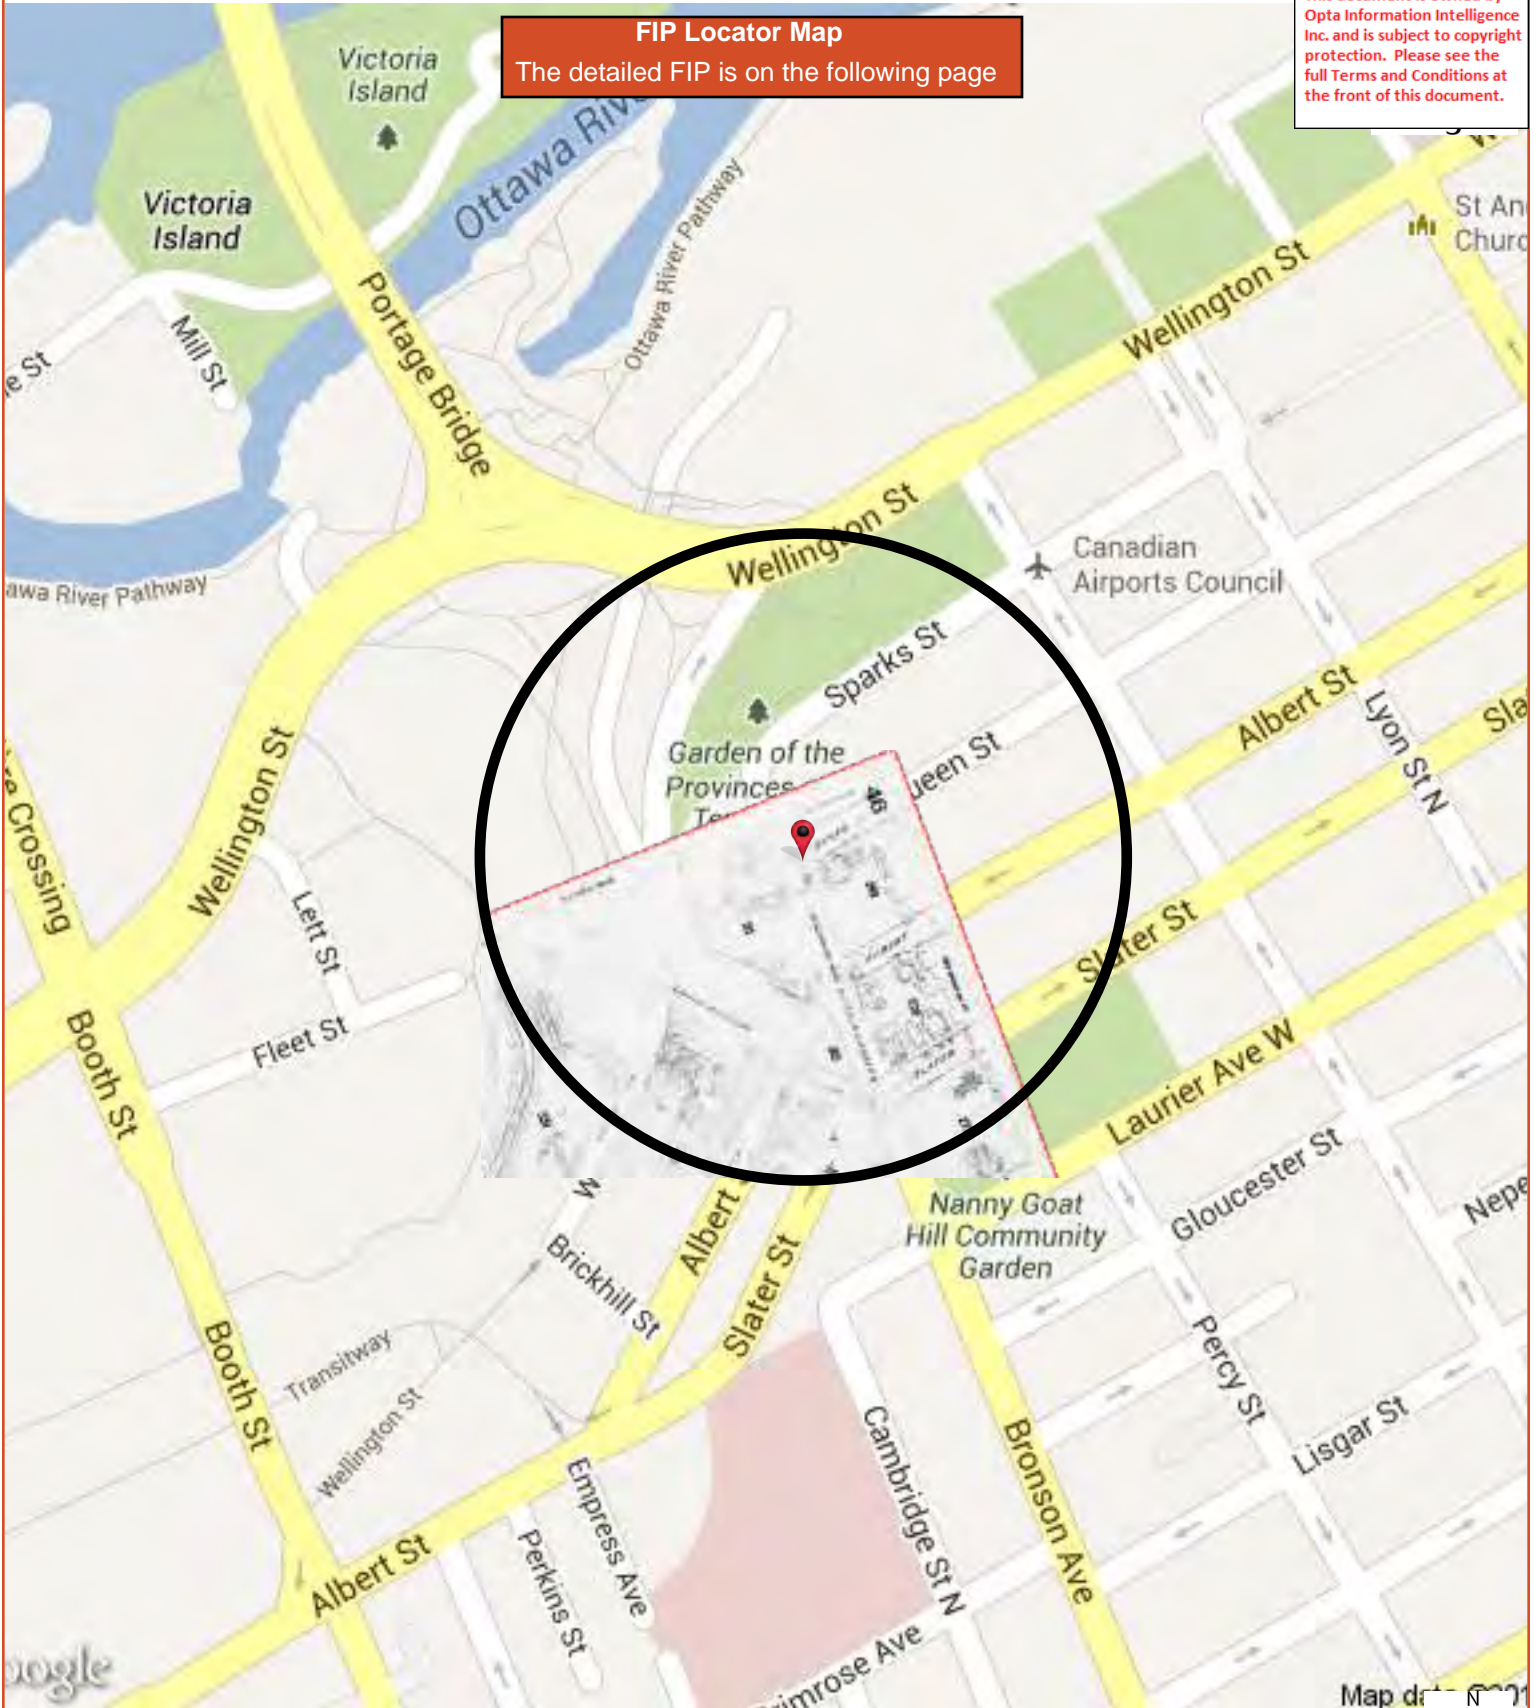 FIP Locator Map
The detailed FIP is on the following page
Opta Information Intelligence
Inc. and is subject to copyright
protection. Please see the
full Terms and Conditions at
the front of this document.
Victoria
Island
Victoria
Island
Ottawa
Ottawa River Pathway
St
Mill St
Portage Bridge
Wellington St
Wellington St
Canadian
Airports Council
River Pathway
Sparks St
Garden of the
Provinces
Albert St
Lyon St N
46
Crossing
Wellington St
Lett St
Slater St
Fleet St
Booth St
Laurier Ave W
Gloucester St
Nanny Goat
Hill Community
Garden
Albert
Brickhill St
Slater St
Booth St
Transitway
Wellington St
Percy St
Lisgar St
Empress Ave
Cambridge St N
Bronson Ave
Albert St
Perkins St
Ave
Map
N